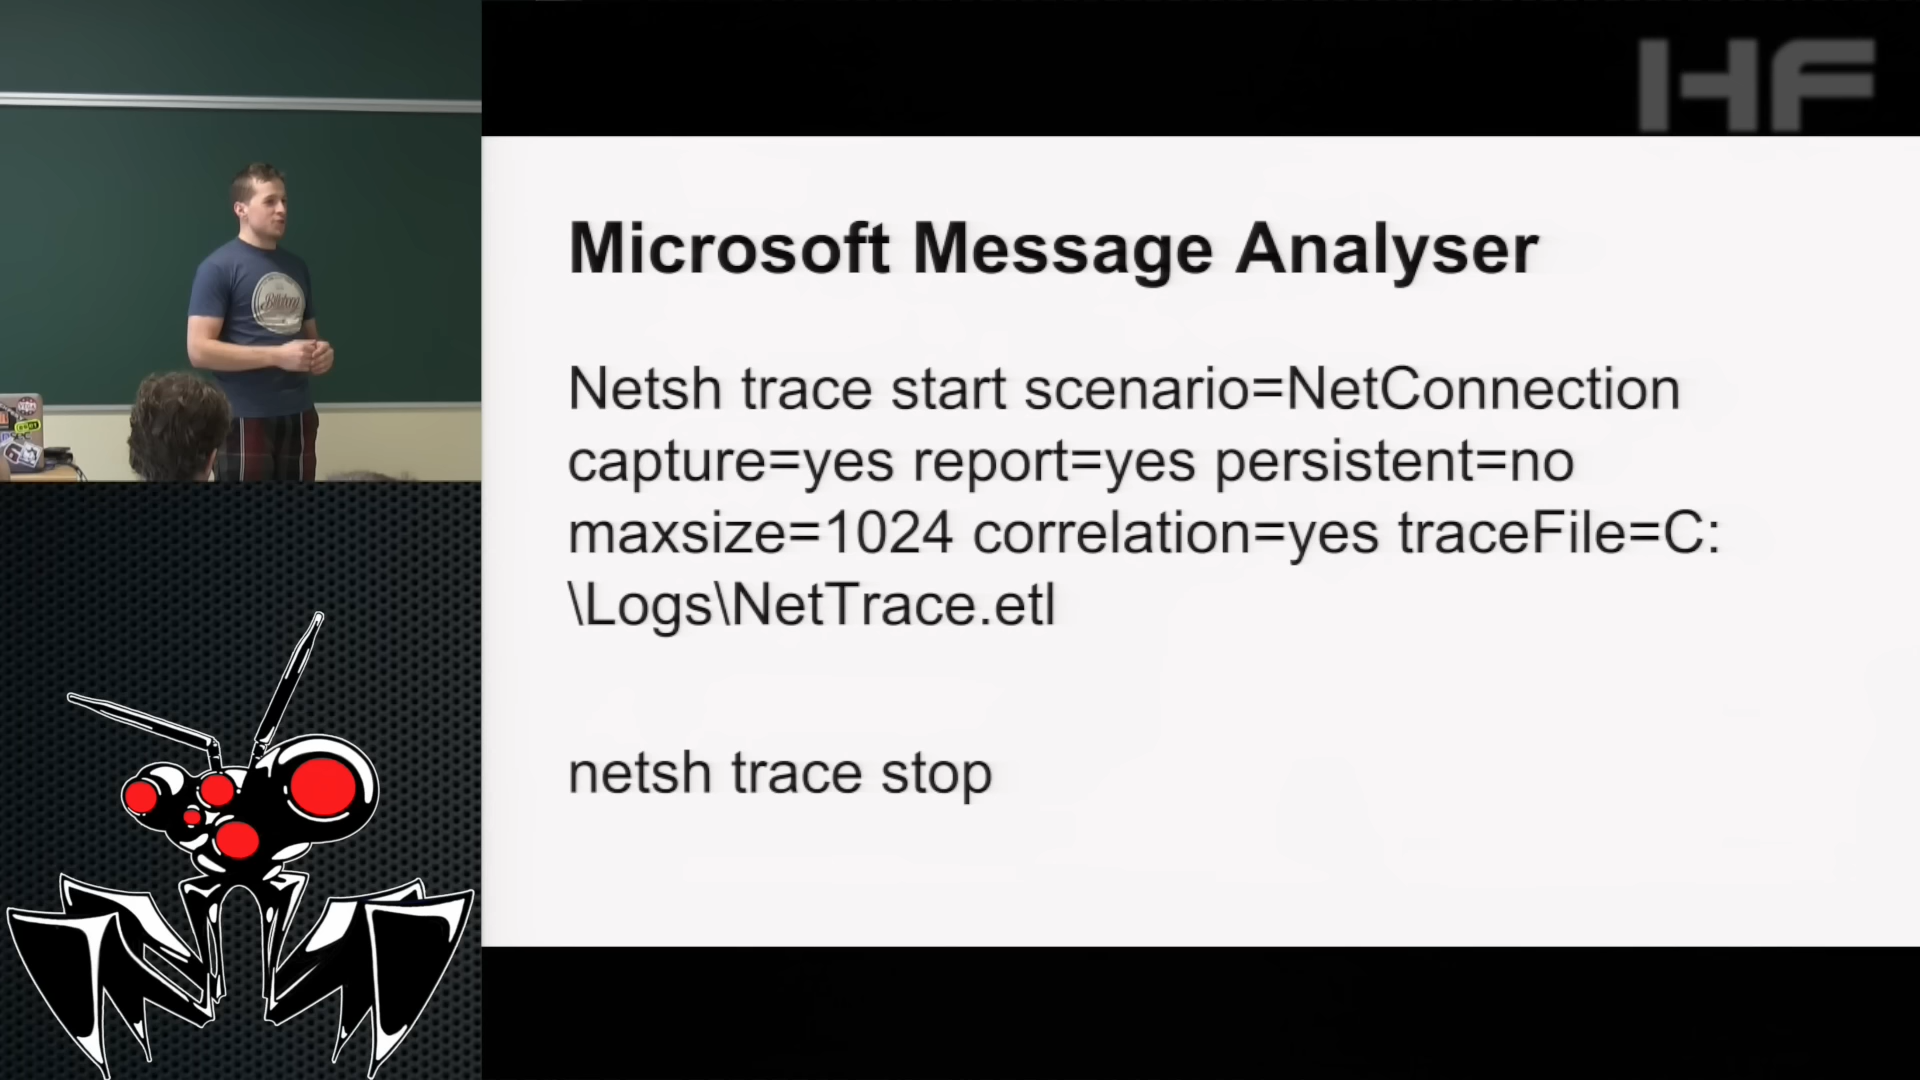 HF
Microsoft Message Analyser
Netsh trace start scenario=NetConnection
capture=yes report=yes persistent=no
maxsize=1024 correlation=yes traceFile=C:
\Logs\NetTrace.etl
netsh trace stop
Billabong